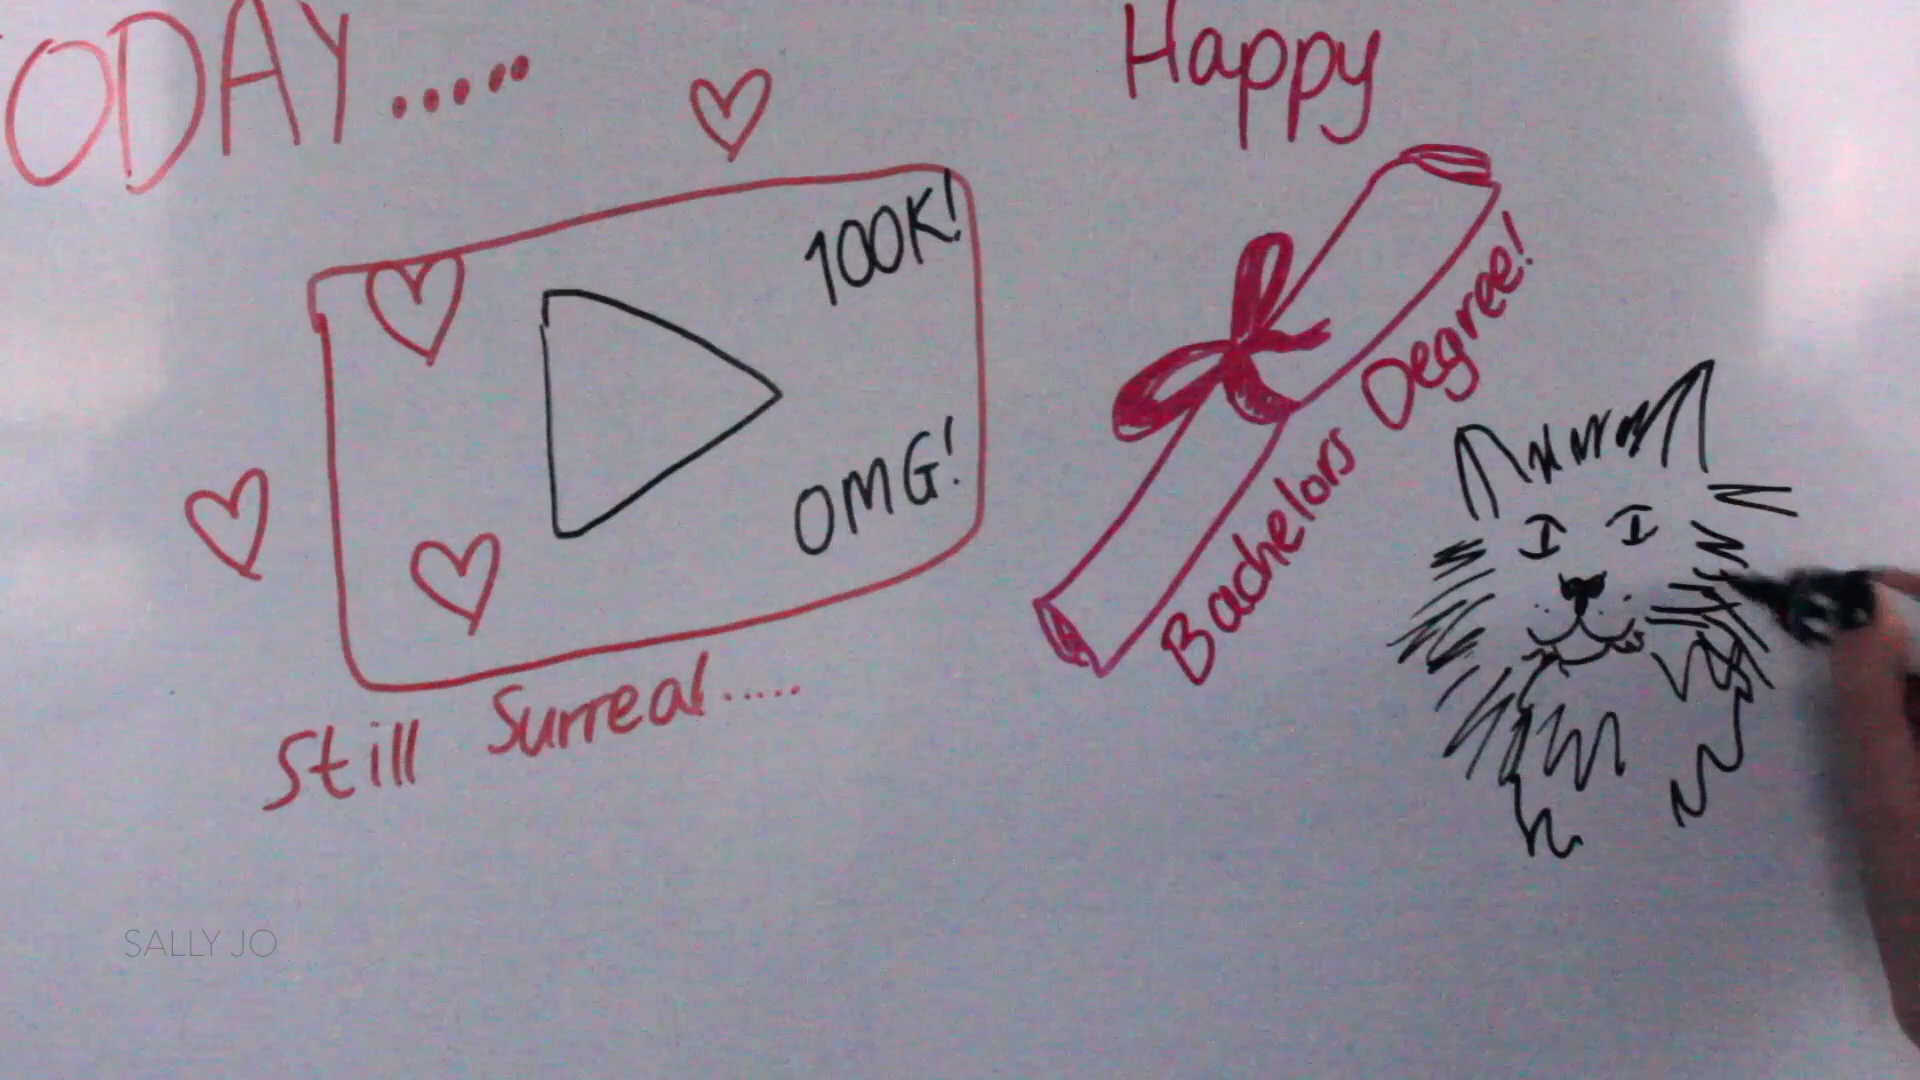 ODAY.....
Happy
100K!
OMG!
Bachelors Degree!
Still Surreal.....
SALLY JO